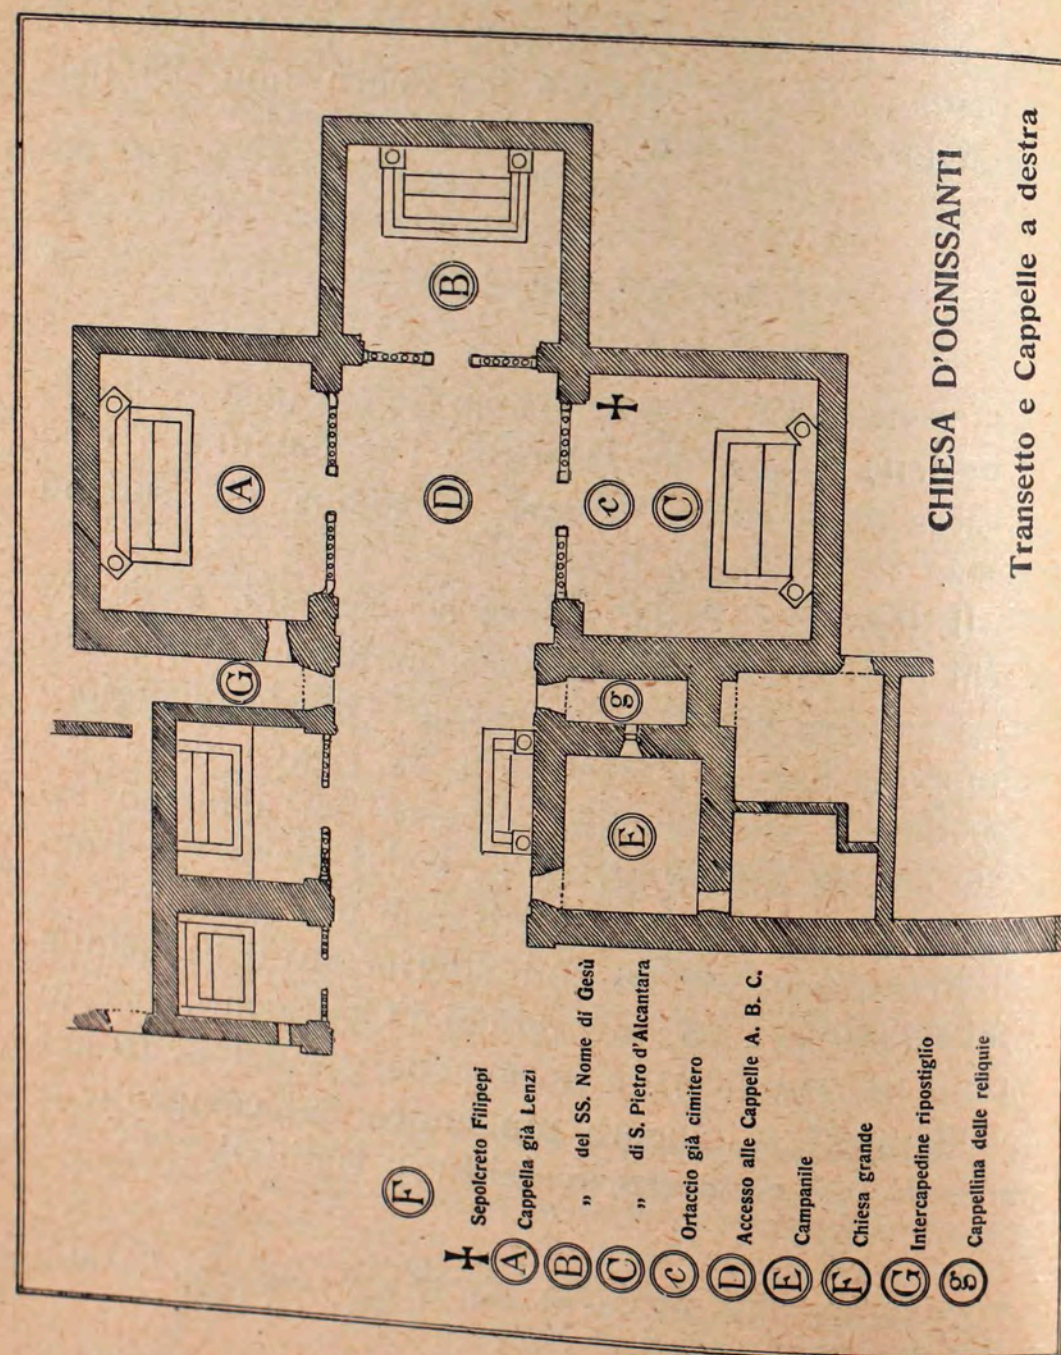 CHIESA D'OGNISSANTI
Transetto e Cappelle a destra
A
B
D
c
C
G
g
E
F
✝ Sepolcreto Filipepi
A Cappella già Lenzi
B „ del SS. Nome di Gesù
C „ di S. Pietro d'Alcantara
c Ortaccio già cimitero
D Accesso alle Cappelle A. B. C.
E Campanile
F Chiesa grande
G Intercapedine ripostiglio
g Cappellina delle reliquie